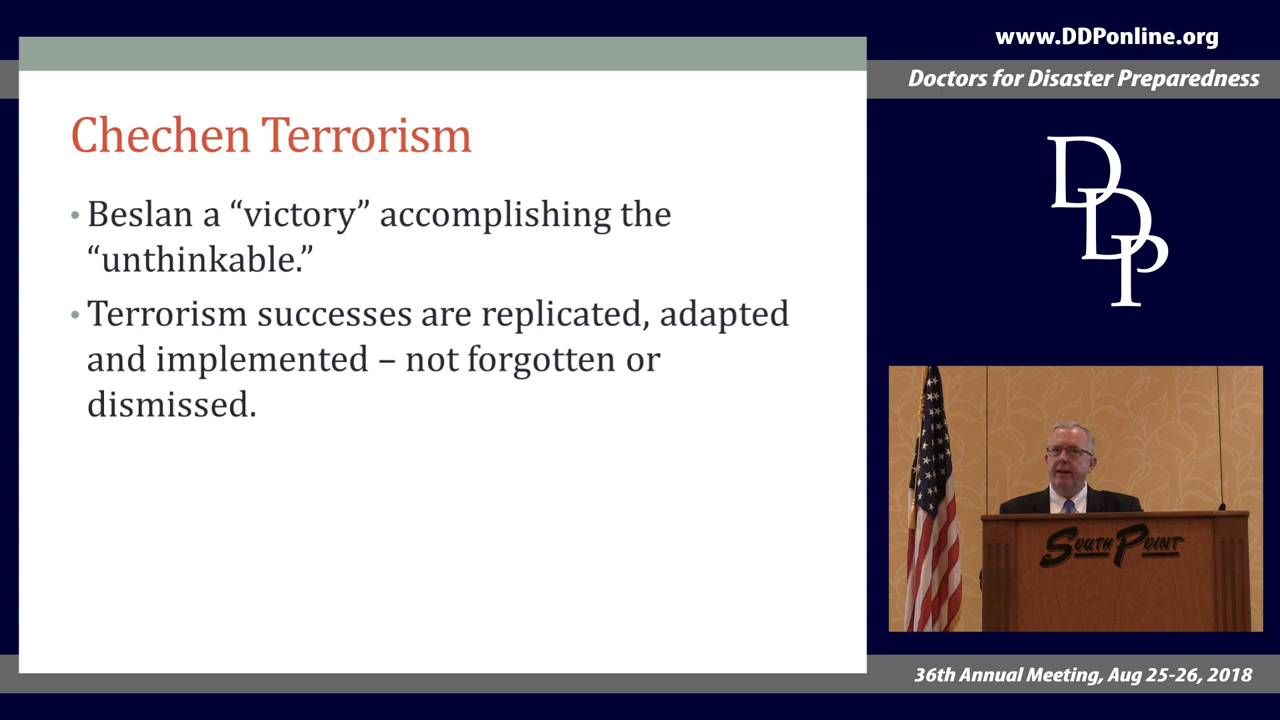 www.DDPonline.org
Doctors for Disaster Preparedness
Chechen Terrorism
• Beslan a “victory” accomplishing the
“unthinkable.”
• Terrorism successes are replicated, adapted
and implemented – not forgotten or
dismissed.
DDP
South Point
36th Annual Meeting, Aug 25-26, 2018